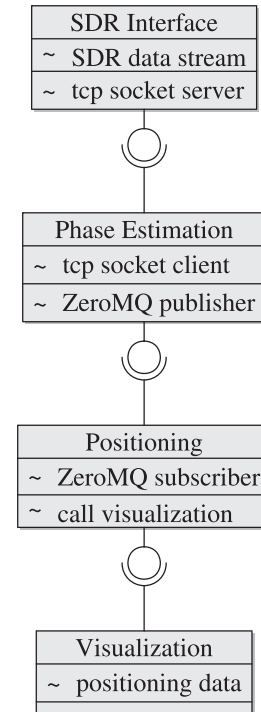 SDR Interface
~ SDR data stream
~ tcp socket server
Phase Estimation
~ tcp socket client
~ ZeroMQ publisher
Positioning
~ ZeroMQ subscriber
~ call visualization
Visualization
~ positioning data